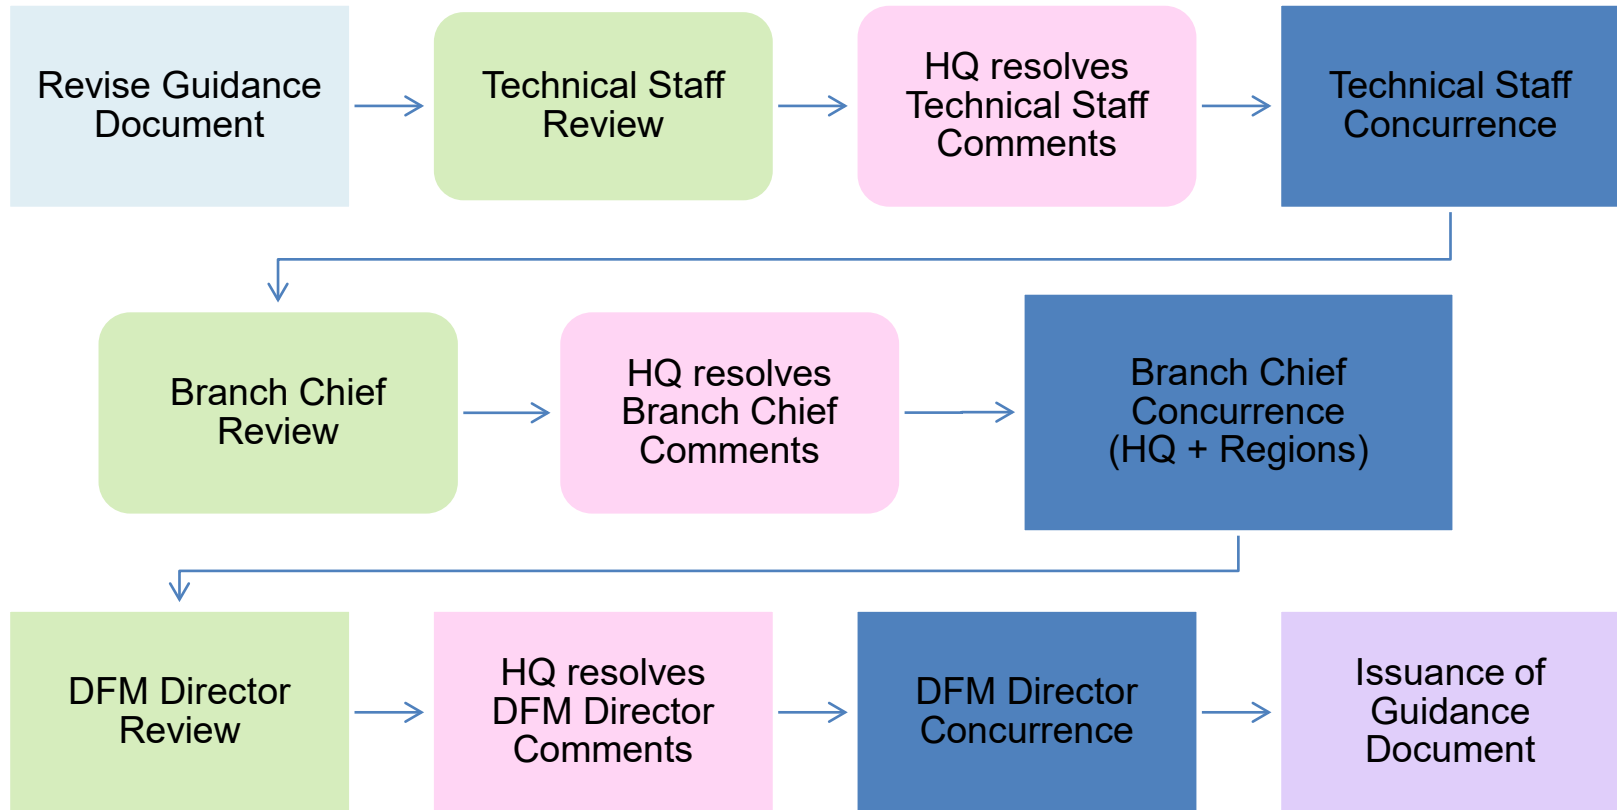 Revise Guidance
Document
Technical Staff
Review
HQ resolves
Technical Staff
Comments
Technical Staff
Concurrence
Branch Chief
Review
HQ resolves
Branch Chief
Comments
Branch Chief
Concurrence
(HQ + Regions)
DFM Director
Review
HQ resolves
DFM Director
Comments
DFM Director
Concurrence
Issuance of
Guidance
Document